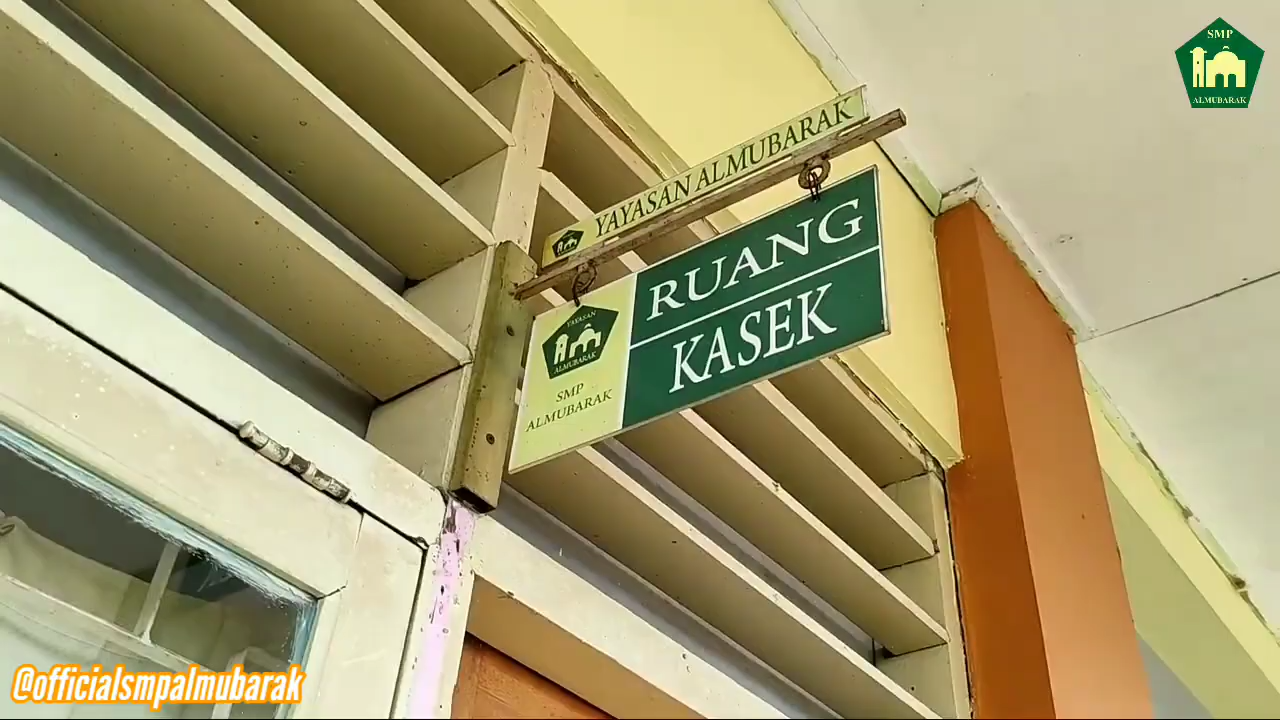 SMP
ALMUBARAK
YAYASAN ALMUBARAK
RUANG
KASEK
YAYASAN
ALMUBARAK
SMP
ALMUBARAK
@officialsmpalmubarak